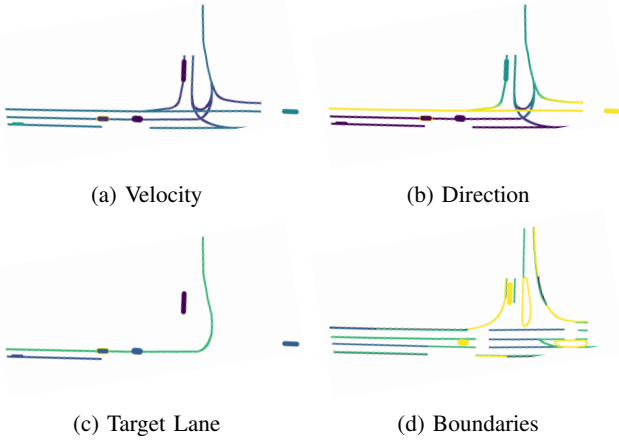 (a) Velocity
(b) Direction
(c) Target Lane
(d) Boundaries